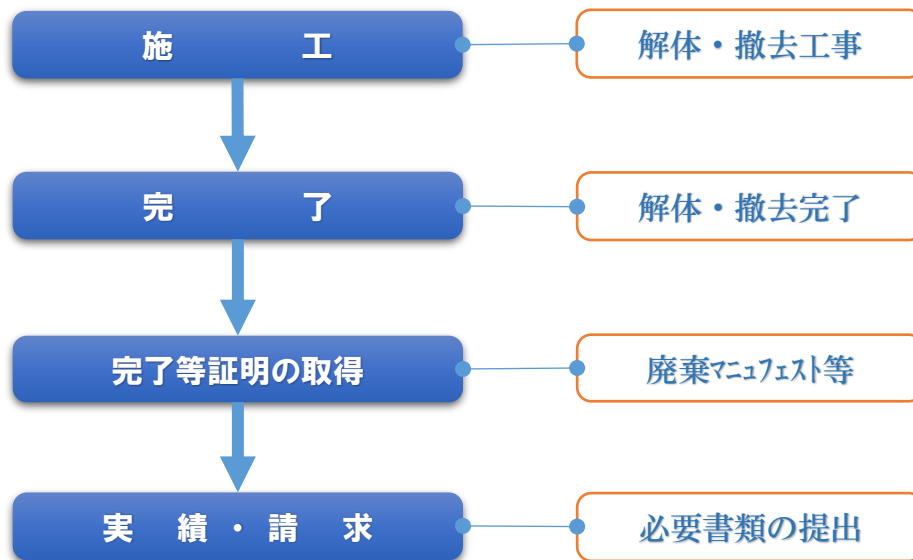 施　　　工
解体・撤去工事
完　　　了
解体・撤去完了
完了等証明の取得
廃棄ﾏﾆｭﾌｪｽﾄ等
実　績・請　求
必要書類の提出